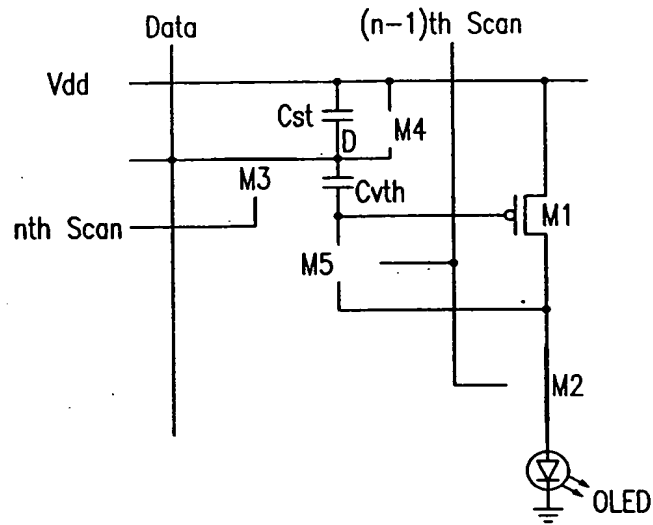 Data
(n-1)th Scan
Vdd
Cst
M4
D
M3
Cvth
nth Scan
M1
M5
M2
OLED